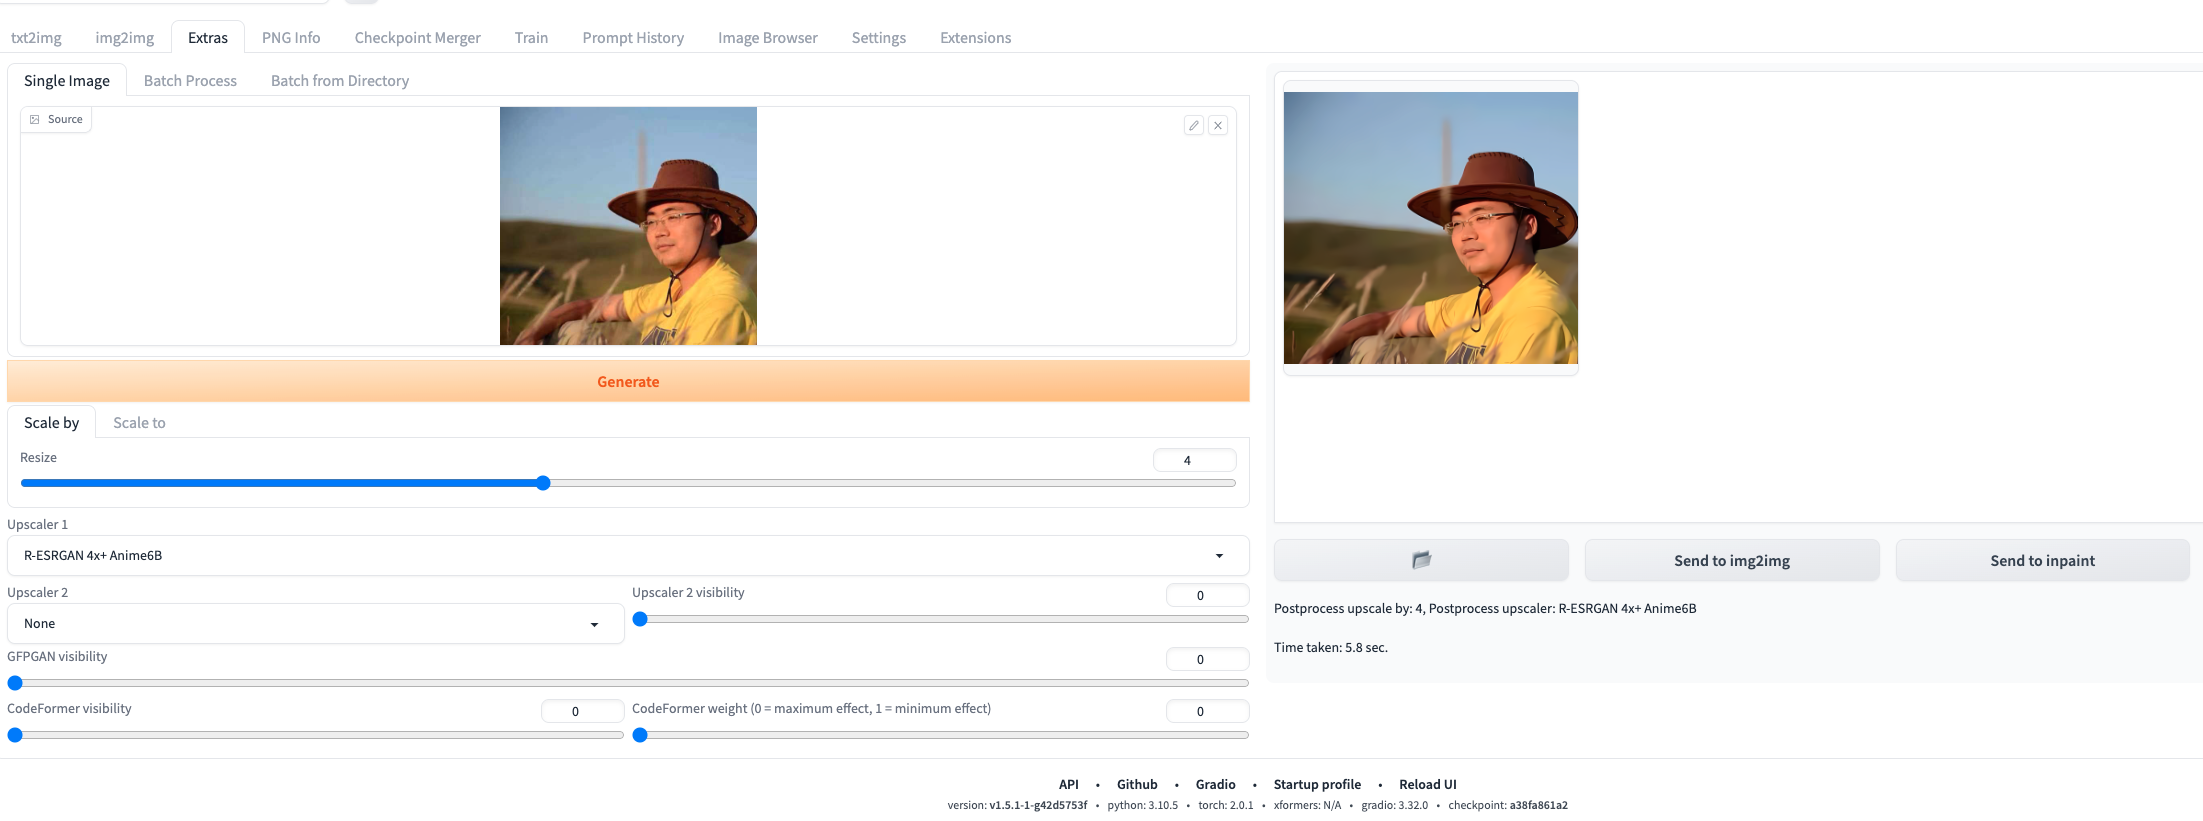 txt2img img2img Extras PNG Info Checkpoint Merger Train Prompt History Image Browser Settings Extensions
Single Image Batch Process Batch from Directory
Source
Generate
Scale by Scale to
Resize 4
Upscaler 1
R-ESRGAN 4x+ Anime6B
Upscaler 2 Upscaler 2 visibility 0
None
GFPGAN visibility 0
CodeFormer visibility 0 CodeFormer weight (0 = maximum effect, 1 = minimum effect) 0
Send to img2img Send to inpaint
Postprocess upscale by: 4, Postprocess upscaler: R-ESRGAN 4x+ Anime6B
Time taken: 5.8 sec.
API • Github • Gradio • Startup profile • Reload UI
version: v1.5.1-1-g42d5753f • python: 3.10.5 • torch: 2.0.1 • xformers: N/A • gradio: 3.32.0 • checkpoint: a38fa861a2